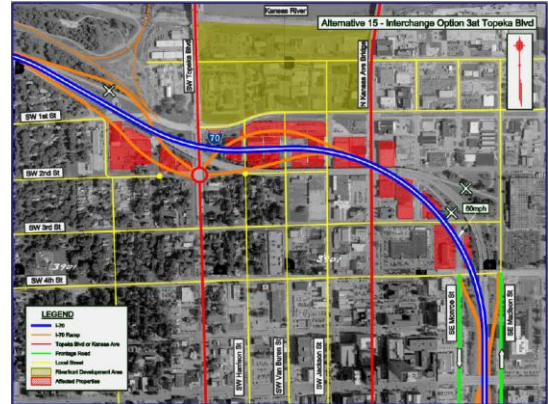 Kansas River
Alternative 15 - Interchange Option 3at Topeka Blvd
SW Topeka Blvd
N Kansas Ave Bridge
SW 1st St
70
SW 2nd St
60mph
SW 3rd St
SW 4th St
SW Harrison St
SW Van Buren St
SW Jackson St
SE Monroe St
SE Madison St
LEGEND
I-70
I-70 Ramp
Topeka Blvd or Kansas Ave
Frontage Road
Local Street
Riverfront Development Area
Affected Properties